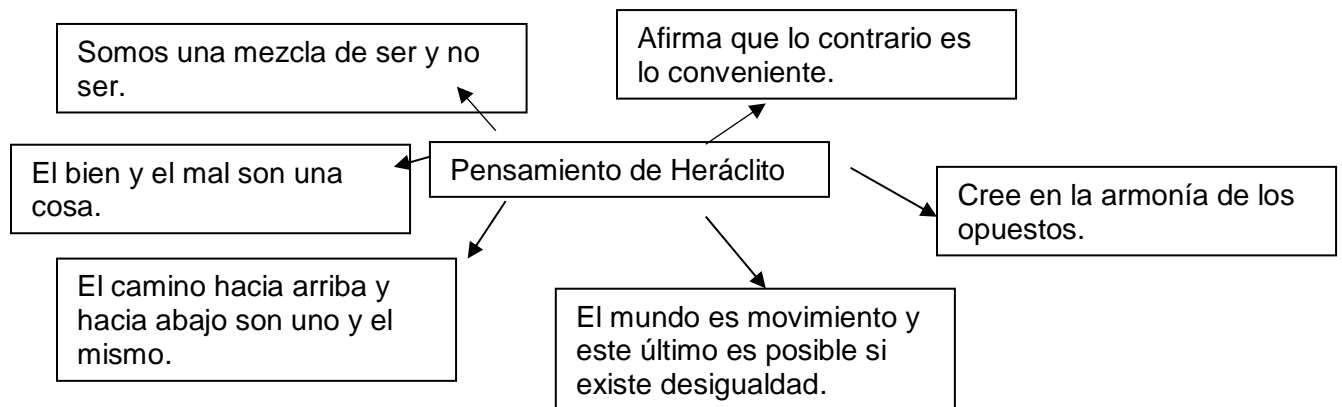 Somos una mezcla de ser y no
ser.
Afirma que lo contrario es
lo conveniente.
El bien y el mal son una
cosa.
Pensamiento de Heráclito
Cree en la armonía de los
opuestos.
El camino hacia arriba y
hacia abajo son uno y el
mismo.
El mundo es movimiento y
este último es posible si
existe desigualdad.